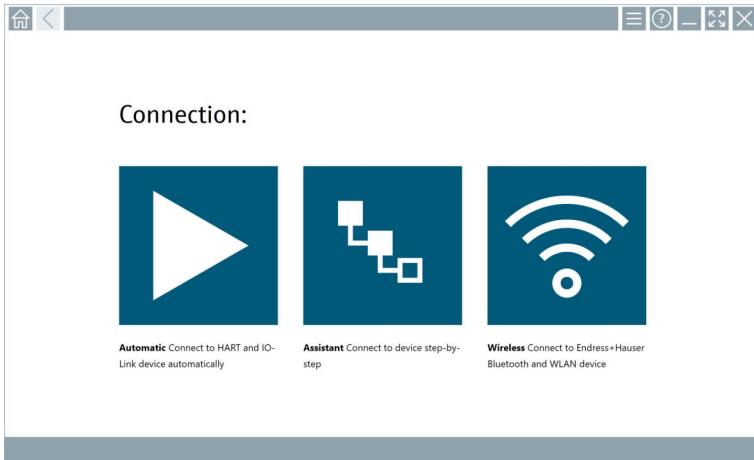 ?
Connection:
Automatic Connect to HART and IO-
Link device automatically
Assistant Connect to device step-by-
step
Wireless Connect to Endress+Hauser
Bluetooth and WLAN device